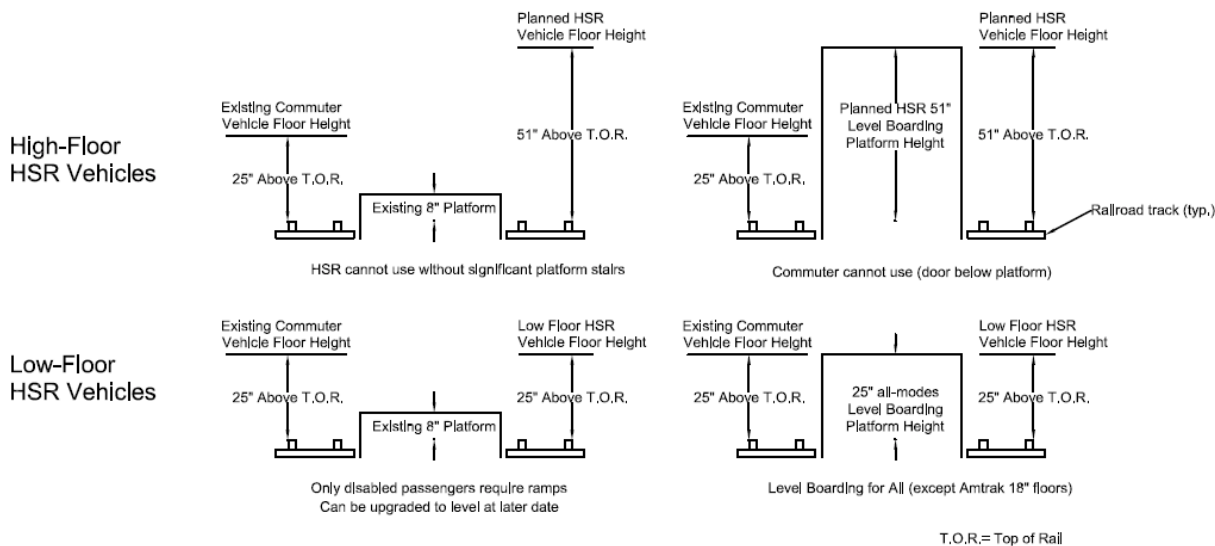 Planned HSR
Vehicle Floor Height
Planned HSR
Vehicle Floor Height
High-Floor
HSR Vehicles
Existing Commuter
Vehicle Floor Height
25" Above T.O.R.
Existing 8" Platform
51" Above T.O.R.
HSR cannot use without significant platform stairs
Existing Commuter
Vehicle Floor Height
25" Above T.O.R.
Planned HSR 51"
Level Boarding
Platform Height
51" Above T.O.R.
Railroad track (typ.)
Commuter cannot use (door below platform)
Low-Floor
HSR Vehicles
Existing Commuter
Vehicle Floor Height
25" Above T.O.R.
Existing 8" Platform
Low Floor HSR
Vehicle Floor Height
25" Above T.O.R.
Only disabled passengers require ramps
Can be upgraded to level at later date
Existing Commuter
Vehicle Floor Height
25" Above T.O.R.
25" all-modes
Level Boarding
Platform Height
Low Floor HSR
Vehicle Floor Height
25" Above T.O.R.
Level Boarding for All (except Amtrak 18" floors)
T.O.R.= Top of Rail